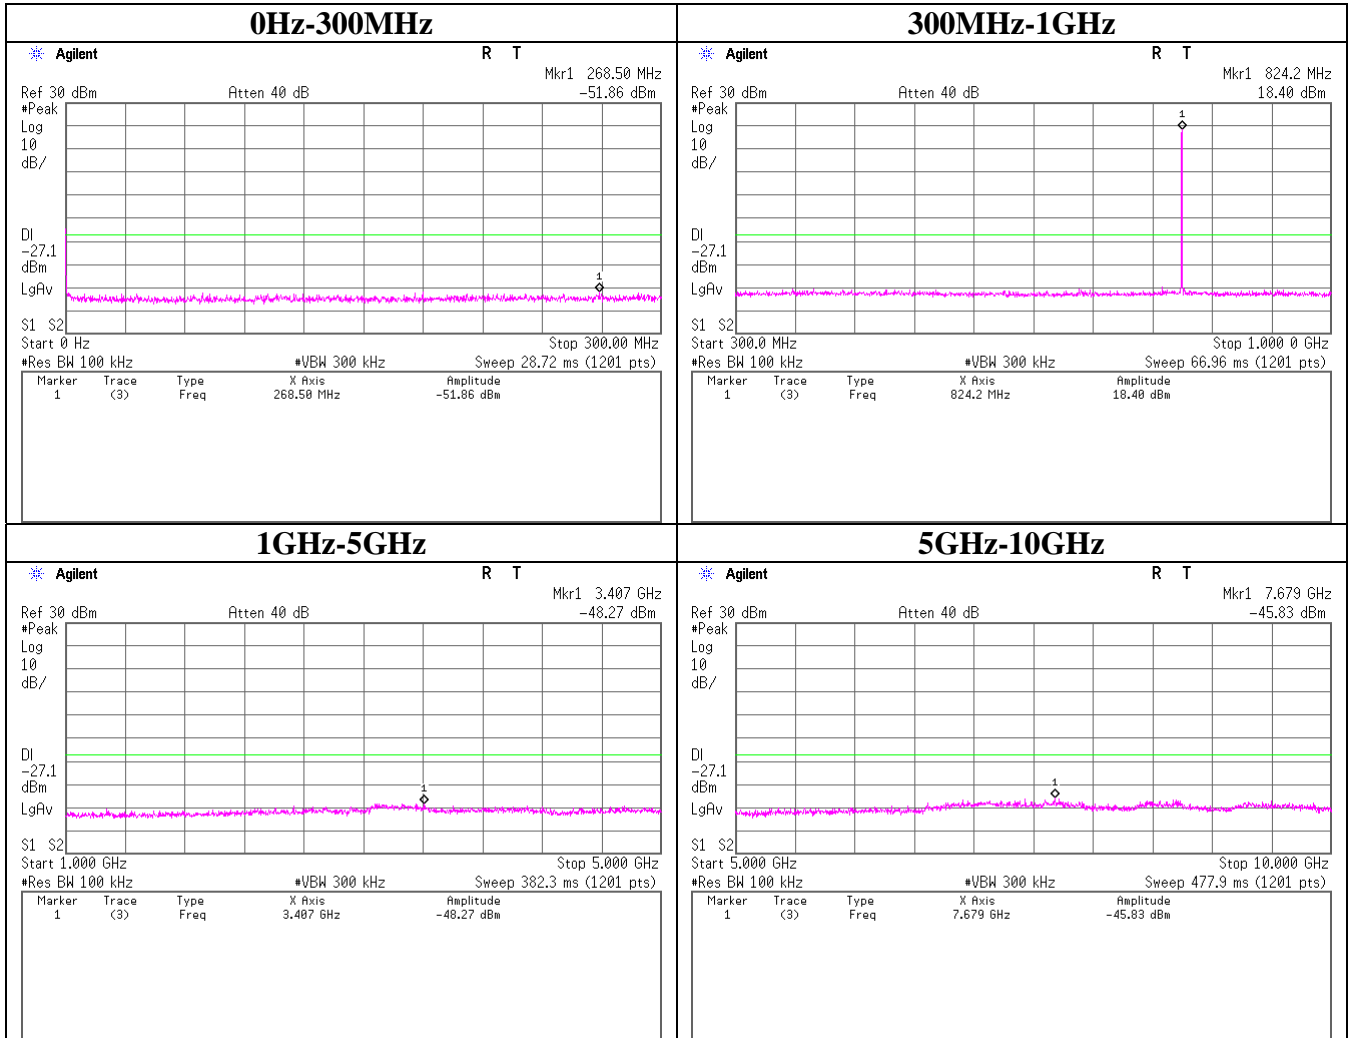 0Hz-300MHz
Agilent R T
Mkr1 268.50 MHz
Ref 30 dBm Atten 40 dB -51.86 dBm
#Peak
Log
10
dB/
1
DI
-27.1
dBm
LgAv
S1 S2
Start 0 Hz Stop 300.00 MHz
#Res BW 100 kHz #VBW 300 kHz Sweep 28.72 ms (1201 pts)
Marker Trace Type X Axis Amplitude
1 (3) Freq 268.50 MHz -51.86 dBm
300MHz-1GHz
Agilent R T
Mkr1 824.2 MHz
Ref 30 dBm Atten 40 dB 18.40 dBm
#Peak
Log
10
dB/
1
DI
-27.1
dBm
LgAv
S1 S2
Start 300.0 MHz Stop 1.000 0 GHz
#Res BW 100 kHz #VBW 300 kHz Sweep 66.96 ms (1201 pts)
Marker Trace Type X Axis Amplitude
1 (3) Freq 824.2 MHz 18.40 dBm
1GHz-5GHz
Agilent R T
Mkr1 3.407 GHz
Ref 30 dBm Atten 40 dB -48.27 dBm
#Peak
Log
10
dB/
DI
-27.1
dBm
1
LgAv
S1 S2
Start 1.000 GHz Stop 5.000 GHz
#Res BW 100 kHz #VBW 300 kHz Sweep 382.3 ms (1201 pts)
Marker Trace Type X Axis Amplitude
1 (3) Freq 3.407 GHz -48.27 dBm
5GHz-10GHz
Agilent R T
Mkr1 7.679 GHz
Ref 30 dBm Atten 40 dB -45.83 dBm
#Peak
Log
10
dB/
DI
-27.1
dBm
1
LgAv
S1 S2
Start 5.000 GHz Stop 10.000 GHz
#Res BW 100 kHz #VBW 300 kHz Sweep 477.9 ms (1201 pts)
Marker Trace Type X Axis Amplitude
1 (3) Freq 7.679 GHz -45.83 dBm